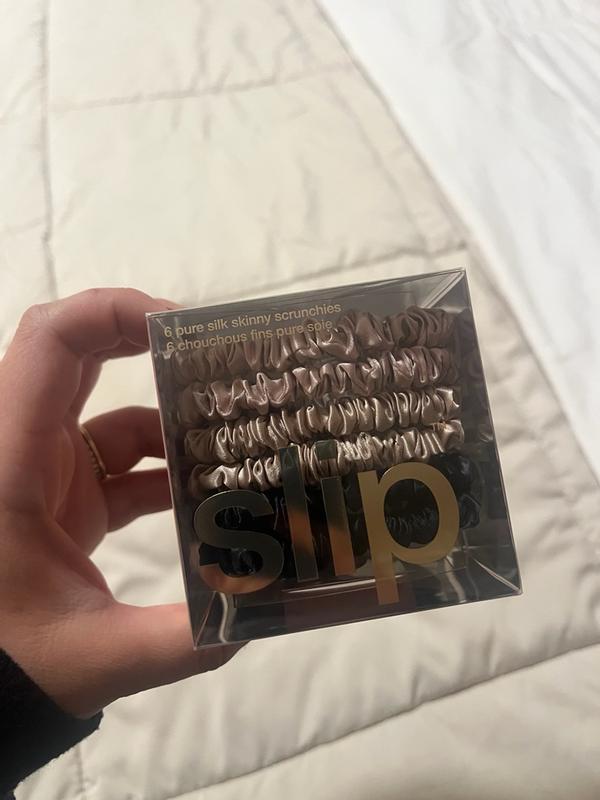 6 pure silk skinny scrunchies
6 chouchous fins pure soie
slip